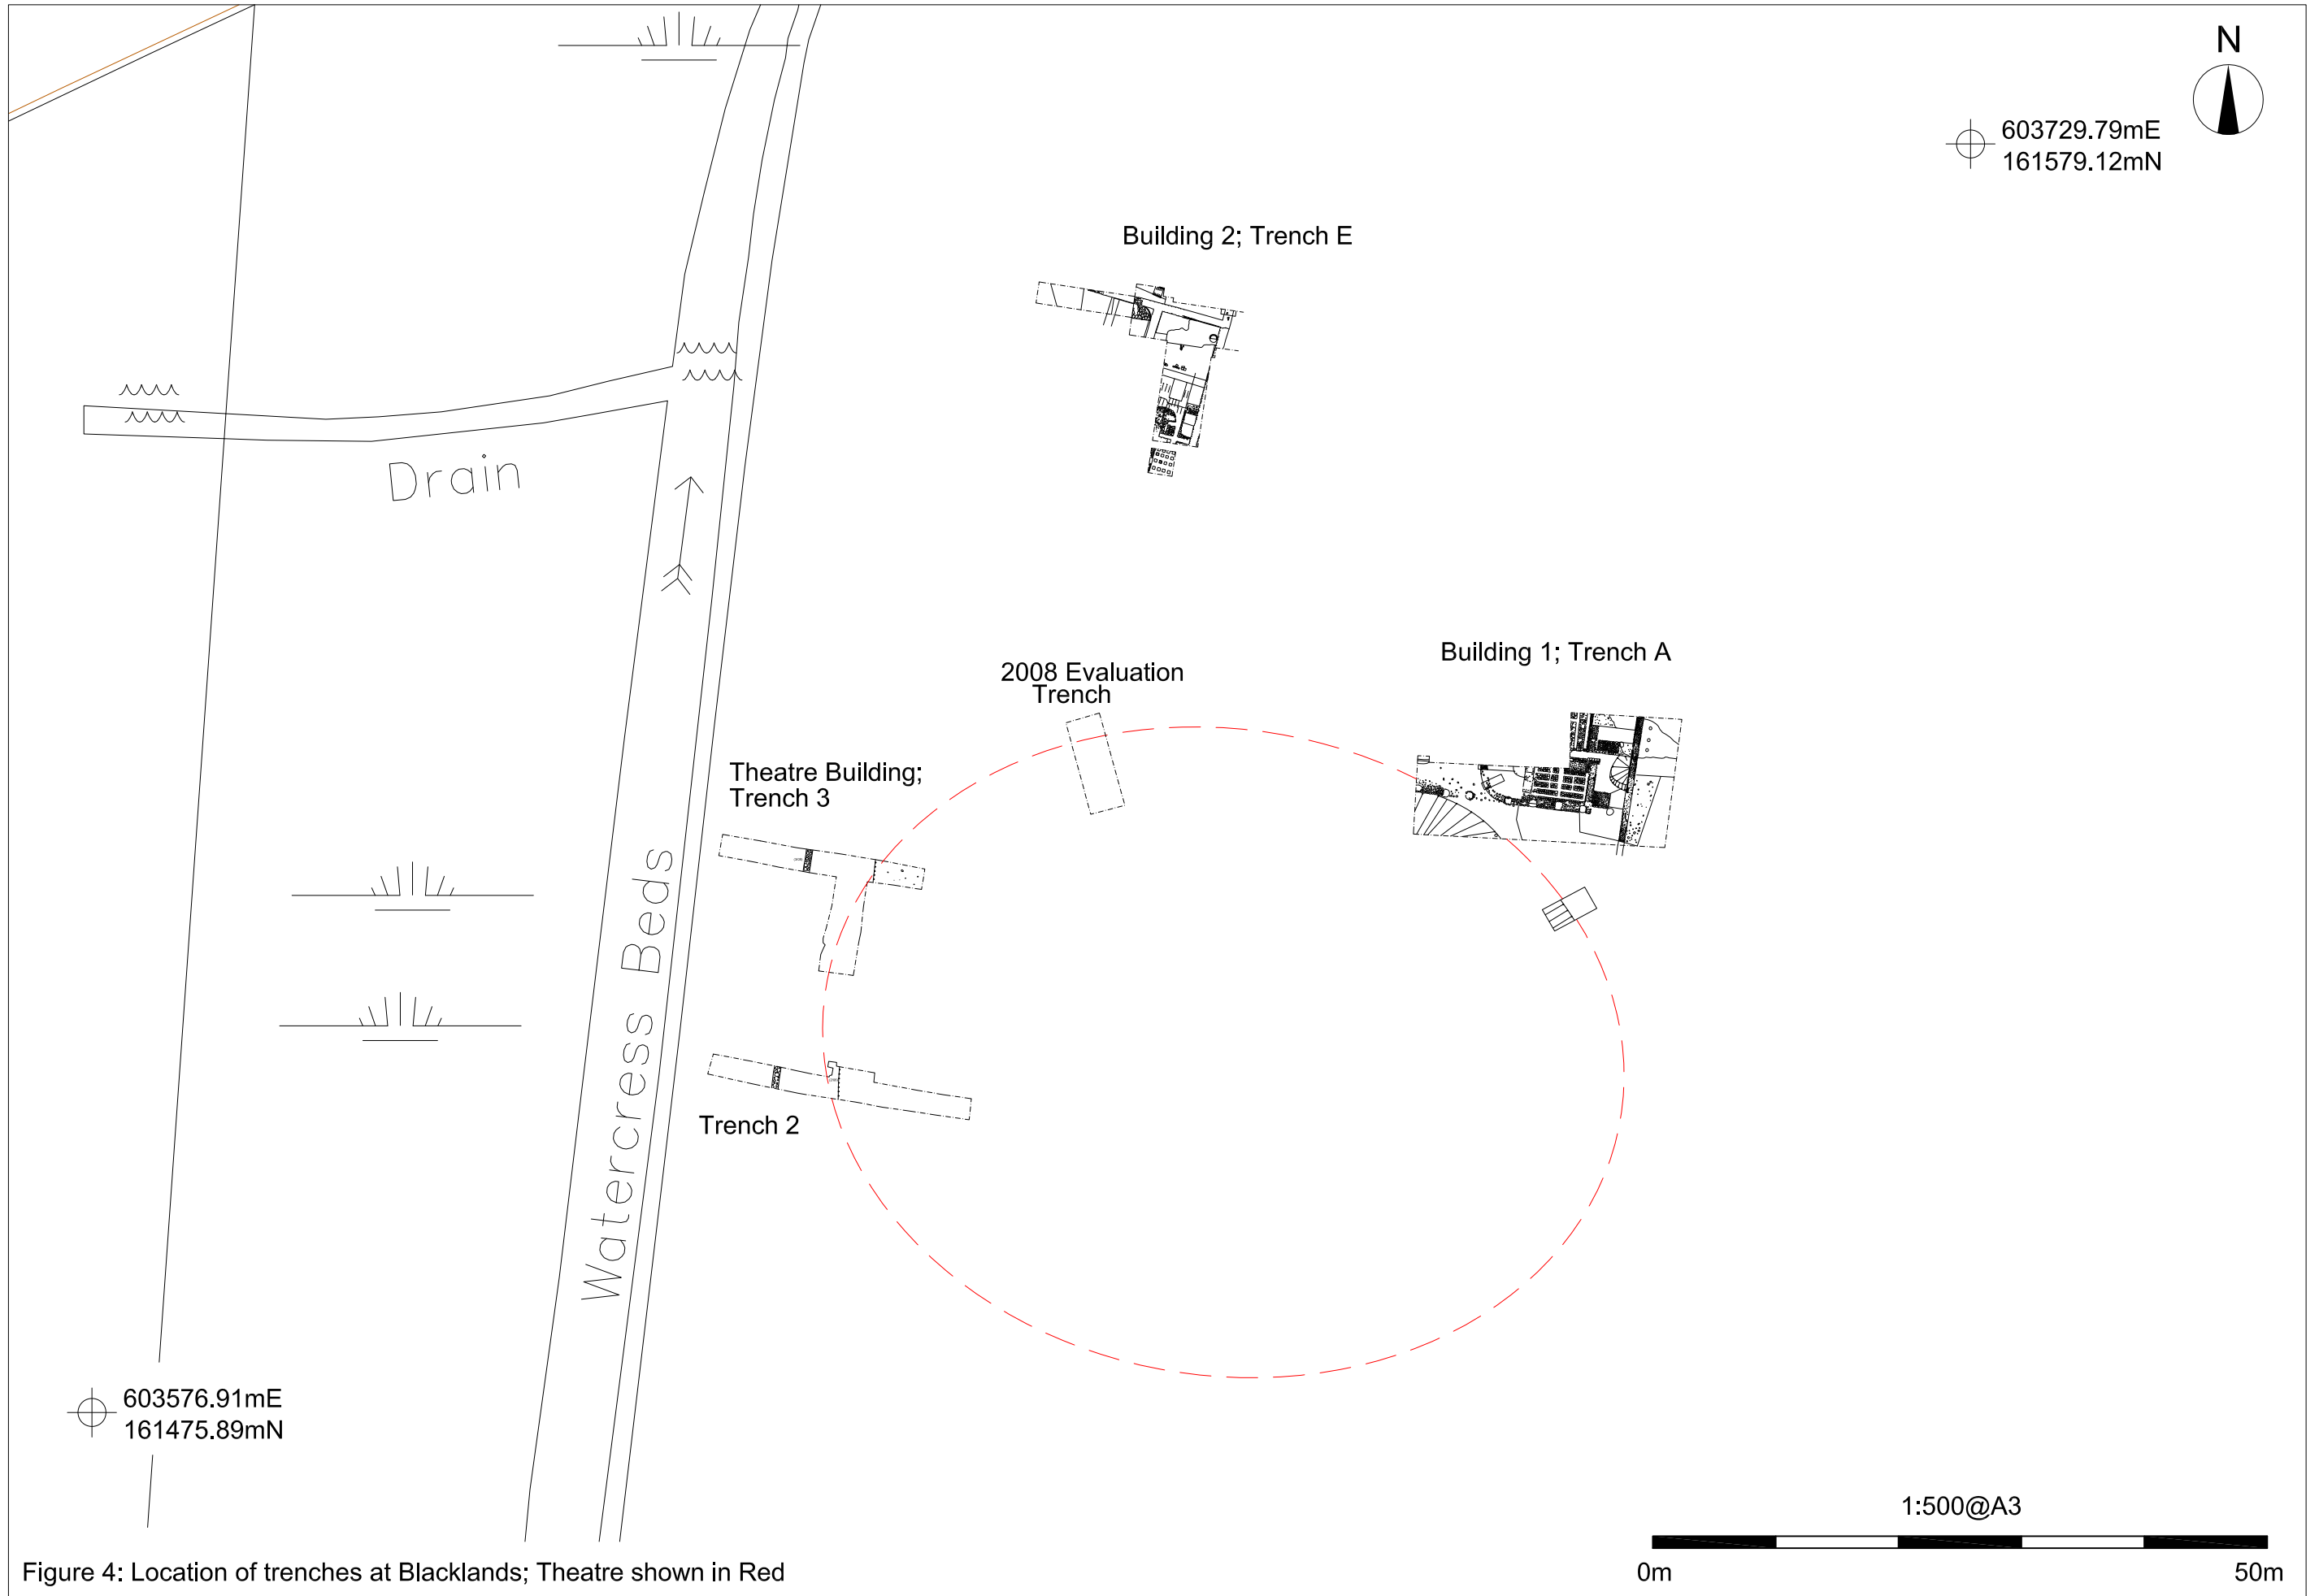 N
603729.79mE
161579.12mN
Building 2; Trench E
Drain
Building 1; Trench A
2008 Evaluation
Trench
Theatre Building;
Trench 3
Watercress Beds
Trench 2
603576.91mE
161475.89mN
1:500@A3
0m
50m
Figure 4: Location of trenches at Blacklands; Theatre shown in Red